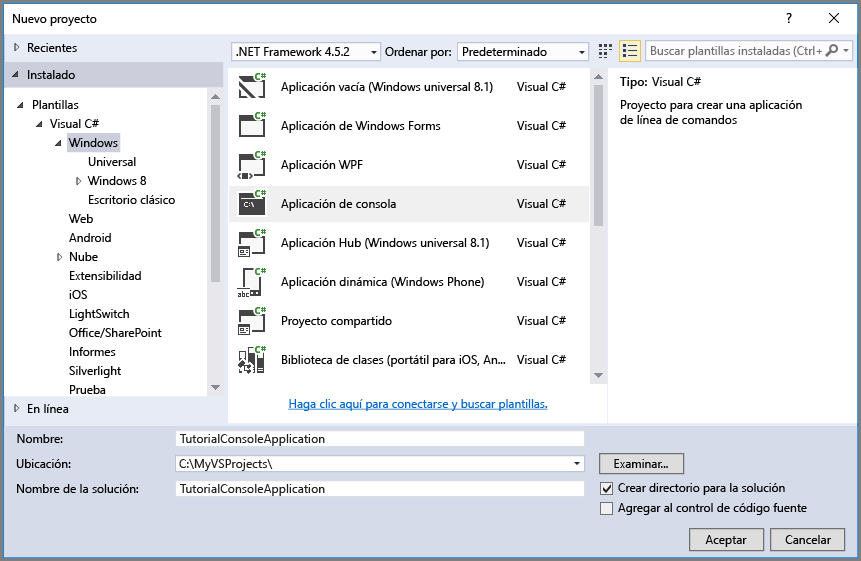 Nuevo proyecto
?
Recientes
.NET Framework 4.5.2
Ordenar por:
Predeterminado
Buscar plantillas instaladas (Ctrl+
Instalado
Plantillas
Visual C#
Windows
Universal
Windows 8
Escritorio clásico
Web
Android
Nube
Extensibilidad
iOS
LightSwitch
Office/SharePoint
Informes
Silverlight
Prueba
En línea
C# Aplicación vacía (Windows universal 8.1) Visual C#
C# Aplicación de Windows Forms Visual C#
C# Aplicación WPF Visual C#
C# C:\ Aplicación de consola Visual C#
C# Aplicación Hub (Windows universal 8.1) Visual C#
C# abc Aplicación dinámica (Windows Phone) Visual C#
C# Proyecto compartido Visual C#
C# Biblioteca de clases (portátil para iOS, An... Visual C#
Haga clic aquí para conectarse y buscar plantillas.
Tipo: Visual C#
Proyecto para crear una aplicación
de línea de comandos
Nombre: TutorialConsoleApplication
Ubicación: C:\MyVSProjects\
Examinar...
Nombre de la solución: TutorialConsoleApplication
Crear directorio para la solución
Agregar al control de código fuente
Aceptar
Cancelar